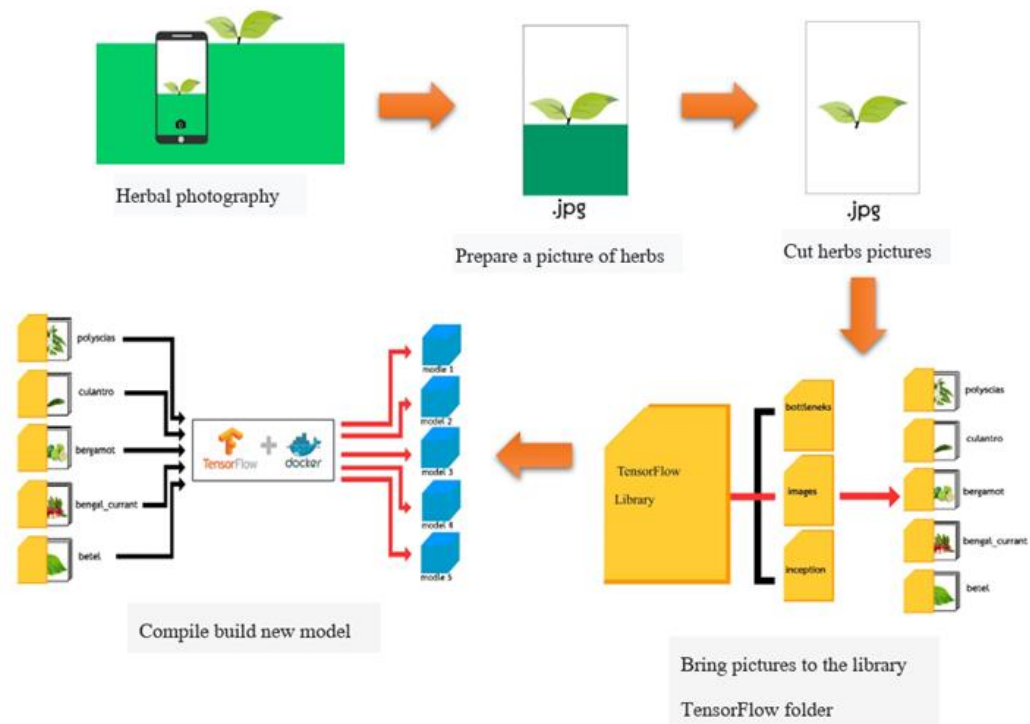 Herbal photography
.jpg
Prepare a picture of herbs
.jpg
Cut herbs pictures
polyscias
culantro
bergamot
bengal_currant
betel
TensorFlow
+
docker
modle 1
model 2
model 3
model 4
modle 5
Compile build new model
TensorFlow
Library
bottleneks
images
inception
polyscias
culantro
bergamot
bengal_currant
betel
Bring pictures to the library
TensorFlow folder